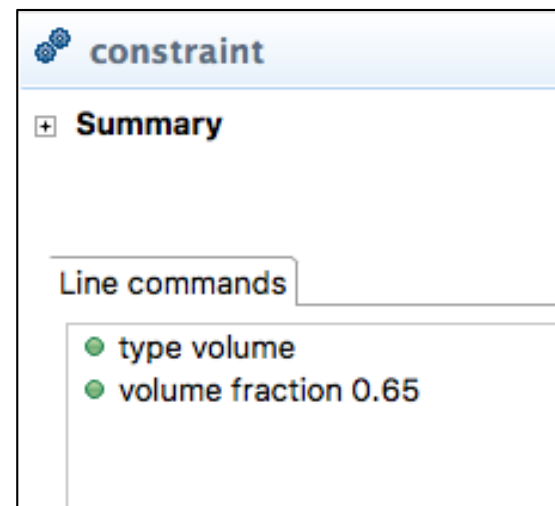 constraint
Summary
Line commands
type volume
volume fraction 0.65